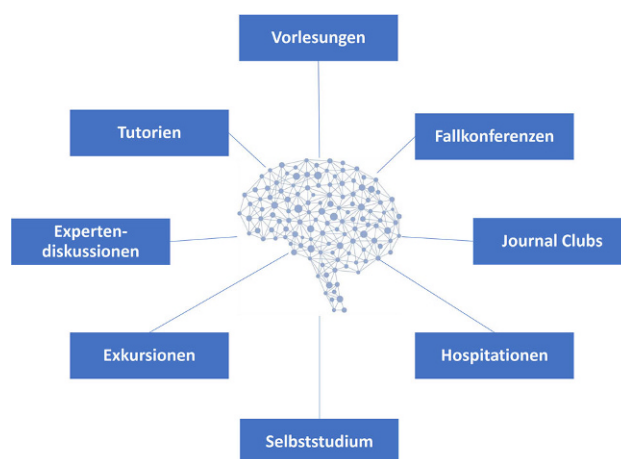 Vorlesungen
Tutorien
Fallkonferenzen
Experten-
diskussionen
Journal Clubs
Exkursionen
Hospitationen
Selbststudium